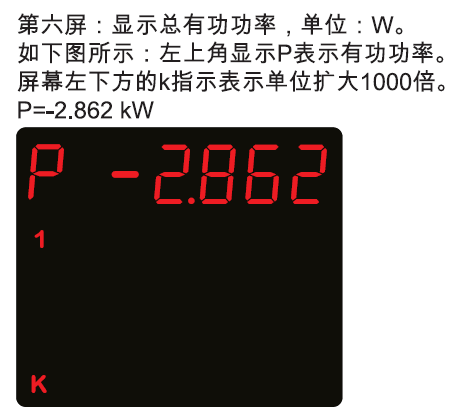 第六屏：显示总有功功率，单位：W。
如下图所示：左上角显示P表示有功功率。
屏幕左下方的k指示表示单位扩大1000倍。
P=-2.862 kW
P -2.862
1
K